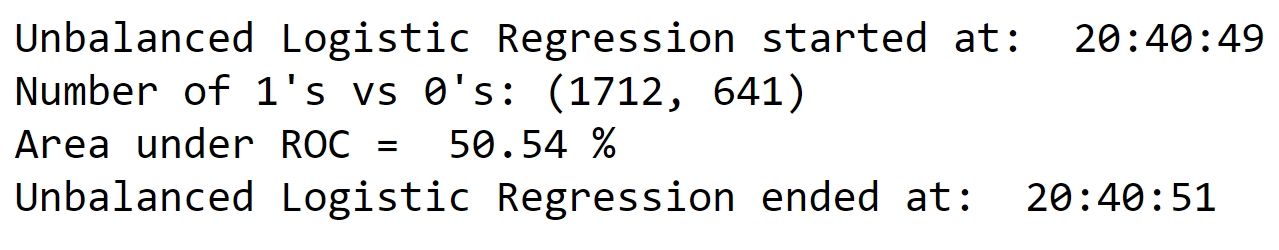 Unbalanced Logistic Regression started at:  20:40:49
Number of 1's vs 0's: (1712, 641)
Area under ROC =  50.54 %
Unbalanced Logistic Regression ended at:  20:40:51